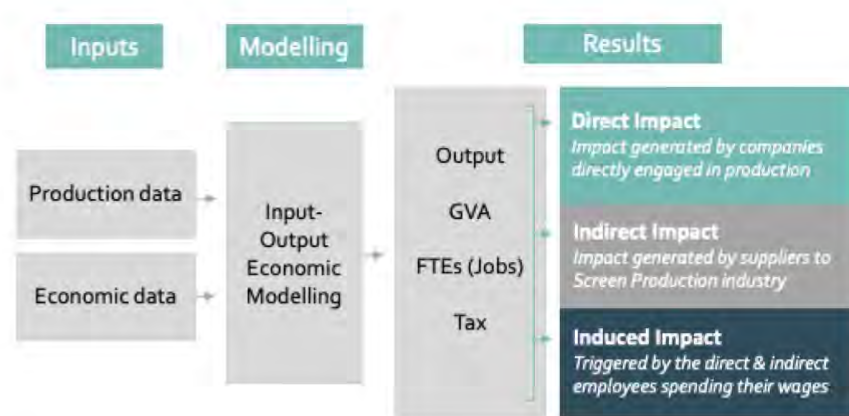 Inputs
Modelling
Results
Production data
Economic data
Input-
Output
Economic
Modelling
Output
GVA
FTEs (Jobs)
Tax
Direct Impact
Impact generated by companies
directly engaged in production
Indirect Impact
Impact generated by suppliers to
Screen Production industry
Induced Impact
Triggered by the direct & indirect
employees spending their wages